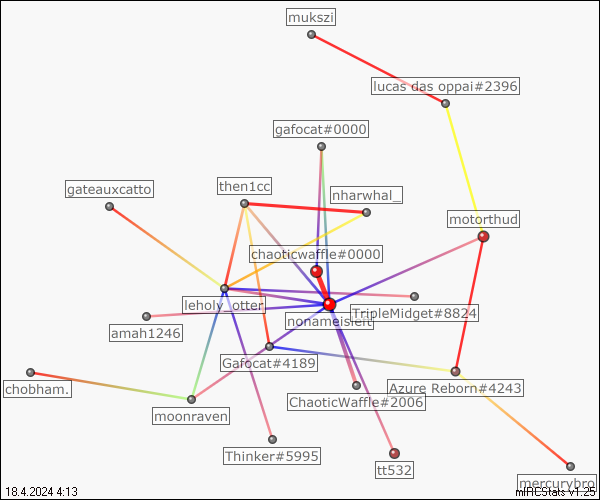 mukszi
lucas das oppai#2396
gafocat#0000
then1cc
nharwhal_
gateauxcatto
motorthud
chaoticwaffle#0000
leholy_otter
TripleMidget#8824
amah1246
Gafocat#4189
chobham.
Azure Reborn#4243
ChaoticWaffle#2006
moonraven
Thinker#5995
tt532
mercurybro
18.4.2024 4:13
mIRCStats v1.25